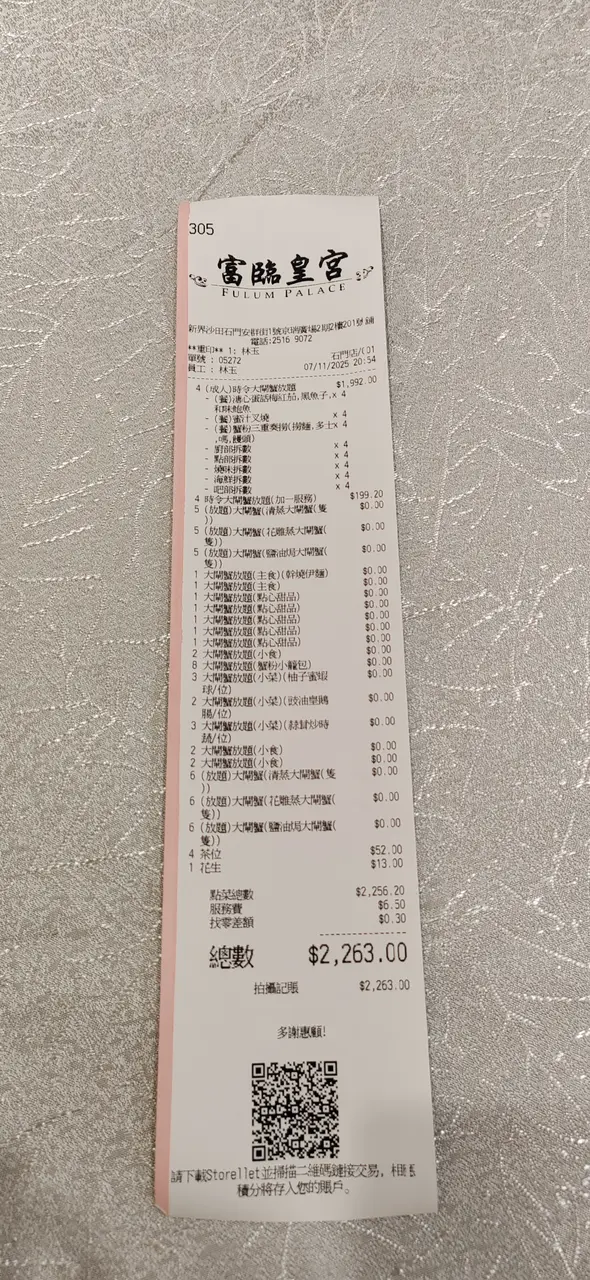 305
富臨皇宮
FULUM PALACE
新界沙田石門安群街1號京瑞廣場2期2樓201號舖
電話:2516 9072
**重印** 1: 林玉
單號 : 05272 石門店/(01
員工 : 林玉 07/11/2025 20:54
4 (成人)時令大閘蟹放題 $1,992.00
- (餐)溏心蛋話梅紅茄,鳳魚子, x 4
和味鮑魚
- (餐)蜜汁叉燒 x 4
- (餐)蟹粉三重奏撈(撈麵,多士 x 4
,鳴,饅頭)
- 廚部拆數 x 4
- 點部拆數 x 4
- 燒味拆數 x 4
- 海鮮拆數 x 4
- 吧部拆數 x 4
4 時令大閘蟹放題(加一服務) $199.20
5 (放題)大閘蟹(清蒸大閘蟹(隻 $0.00
))
5 (放題)大閘蟹(花雕蒸大閘蟹( $0.00
隻))
5 (放題)大閘蟹(鹽油焗大閘蟹( $0.00
隻))
1 大閘蟹放題(主食)(幹燒伊麵) $0.00
1 大閘蟹放題(主食) $0.00
1 大閘蟹放題(點心甜品) $0.00
1 大閘蟹放題(點心甜品) $0.00
1 大閘蟹放題(點心甜品) $0.00
1 大閘蟹放題(點心甜品) $0.00
1 大閘蟹放題(點心甜品) $0.00
2 大閘蟹放題(小食) $0.00
8 大閘蟹放題(蟹粉小籠包) $0.00
3 大閘蟹放題(小菜)(柚子蜜蝦 $0.00
球/位)
2 大閘蟹放題(小菜)(豉油皇鵝 $0.00
腸/位)
3 大閘蟹放題(小菜)(蒜茸炒時 $0.00
蔬/位)
2 大閘蟹放題(小食) $0.00
2 大閘蟹放題(小食) $0.00
6 (放題)大閘蟹(清蒸大閘蟹(隻 $0.00
))
6 (放題)大閘蟹(花雕蒸大閘蟹( $0.00
隻))
6 (放題)大閘蟹(鹽油焗大閘蟹( $0.00
隻))
4 茶位 $52.00
1 花生 $13.00
點菜總數 $2,256.20
服務費 $6.50
找零差額 $0.30
總數 $2,263.00
拍攝記賬 $2,263.00
多謝惠顧!
請下載Storellet並掃描二維碼鏈接交易,相關
積分將存入您的賬戶。